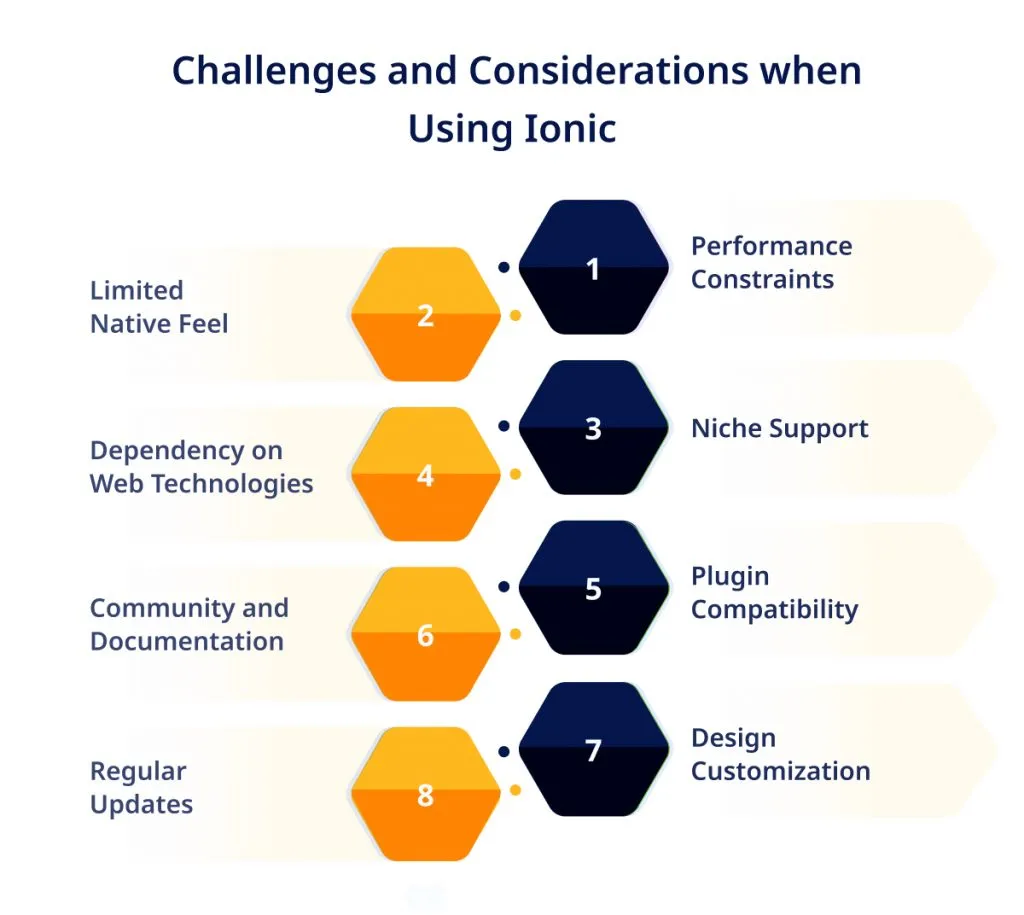 Challenges and Considerations when
Using Ionic
1
Performance
Constraints
2
Limited
Native Feel
3
Niche Support
4
Dependency on
Web Technologies
5
Plugin
Compatibility
6
Community and
Documentation
7
Design
Customization
8
Regular
Updates